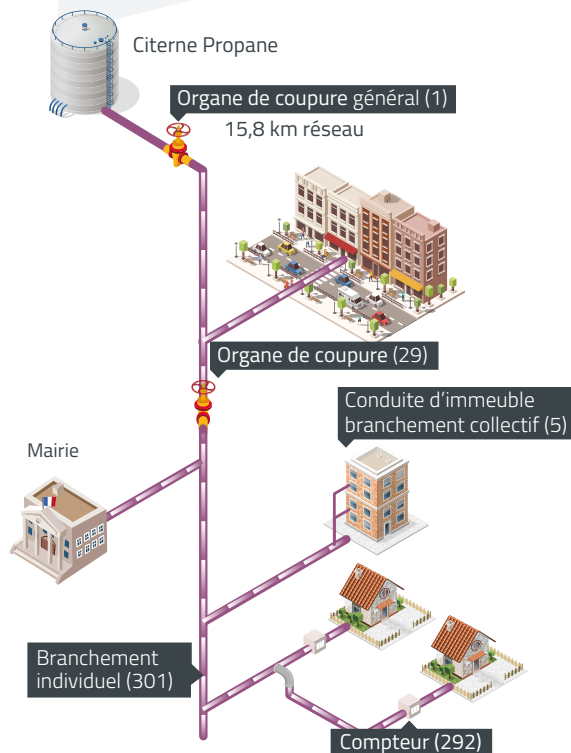 Citerne Propane
Organe de coupure général (1)
15,8 km réseau
Organe de coupure (29)
Conduite d’immeuble
branchement collectif (5)
Mairie
Branchement
individuel (301)
Compteur (292)